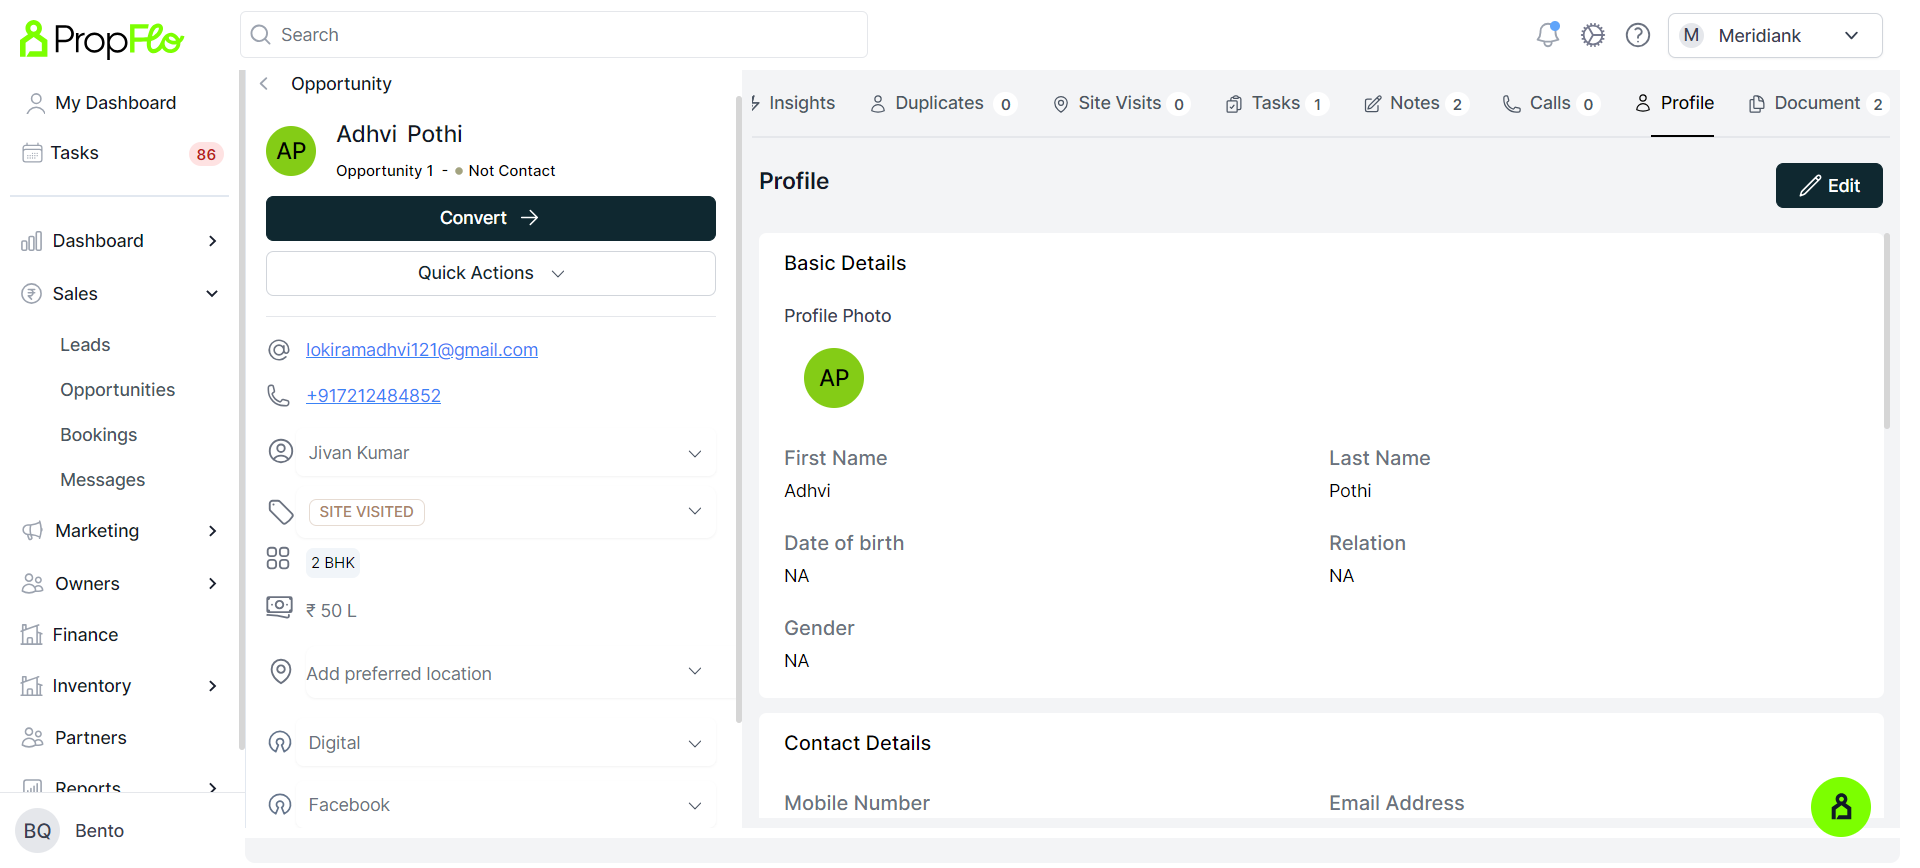 PropFlo
Search
M Meridiank
My Dashboard
Tasks 86
Dashboard
Sales
Leads
Opportunities
Bookings
Messages
Marketing
Owners
Finance
Inventory
Partners
Reports
BQ Bento
Opportunity
AP
Adhvi Pothi
Opportunity 1 - Not Contact
Convert
Quick Actions
lokiramadhvi121@gmail.com
+917212484852
Jivan Kumar
SITE VISITED
2 BHK
₹ 50 L
Add preferred location
Digital
Facebook
Insights Duplicates 0 Site Visits 0 Tasks 1 Notes 2 Calls 0 Profile Document 2
Profile
Edit
Basic Details
Profile Photo
AP
First Name Last Name
Adhvi Pothi
Date of birth Relation
NA NA
Gender
NA
Contact Details
Mobile Number Email Address